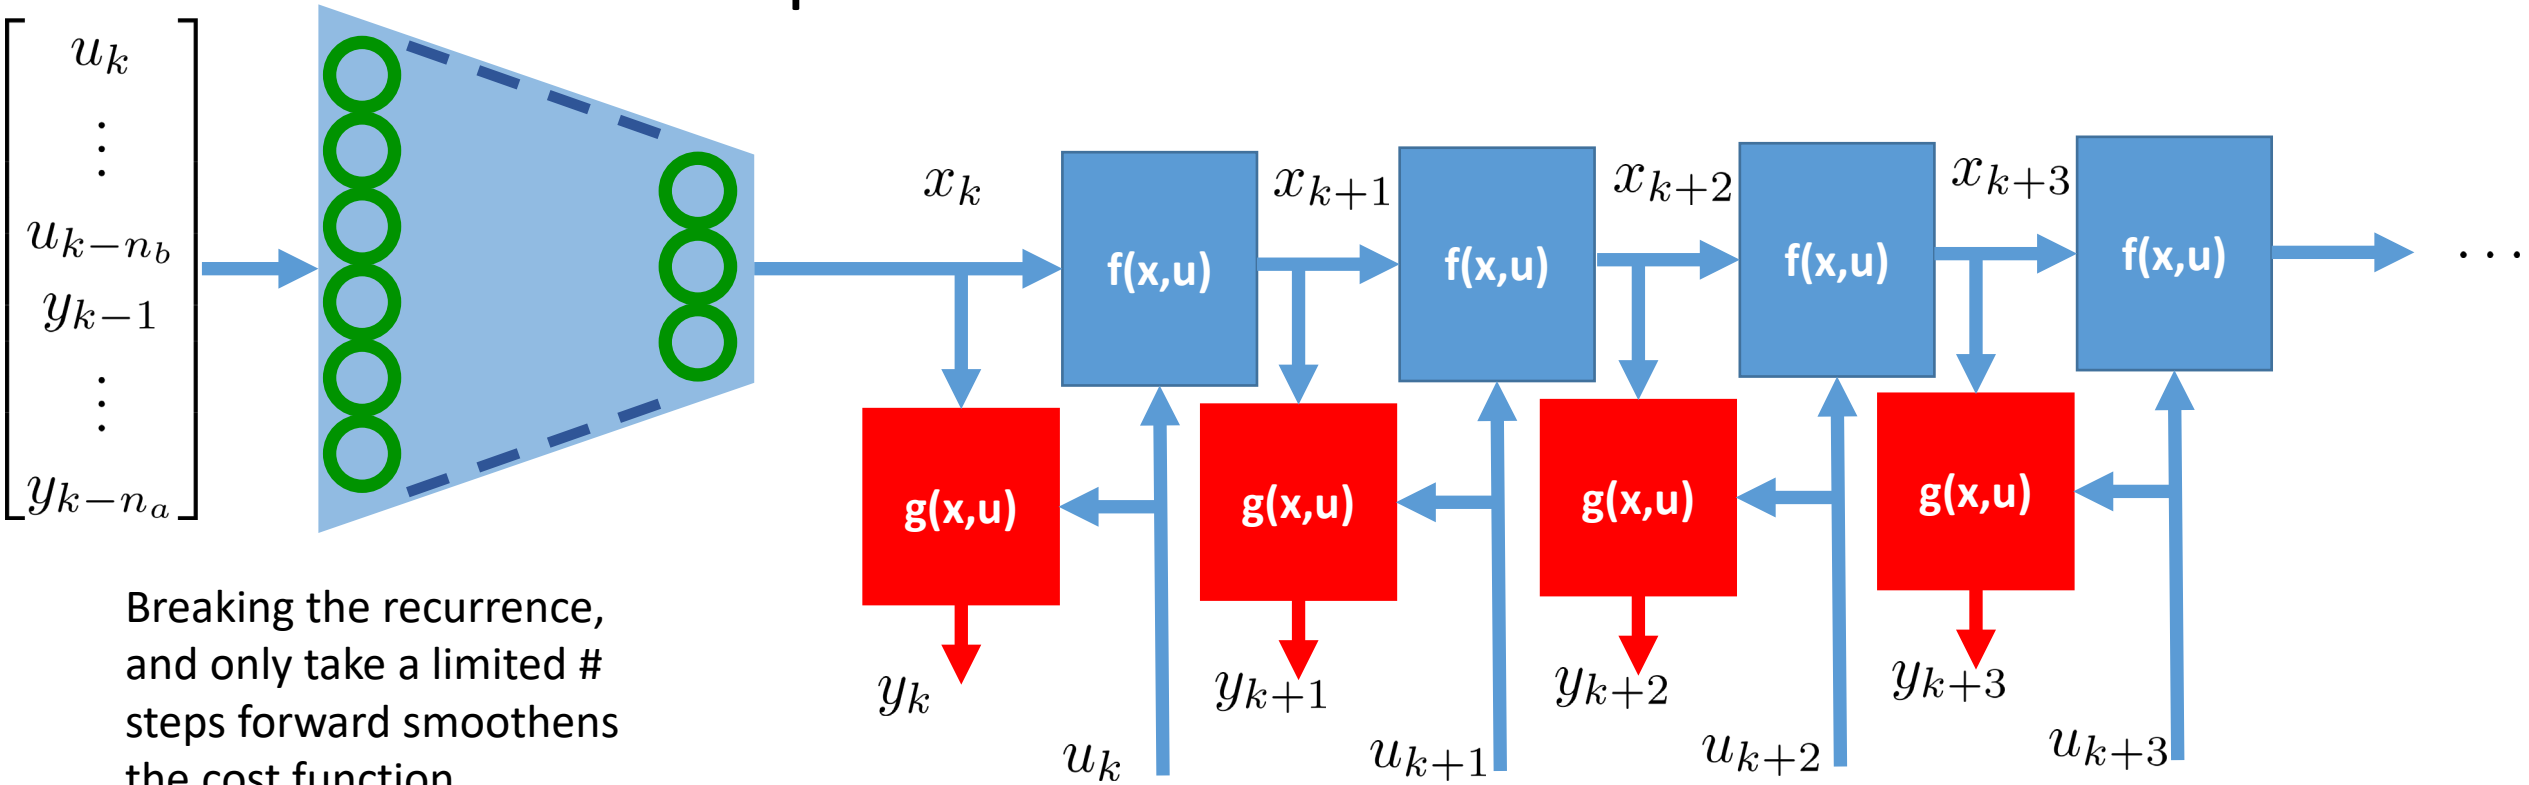 u_k
⋮
u_{k-n_b}
y_{k-1}
⋮
y_{k-n_a}
x_k
x_{k+1}
x_{k+2}
x_{k+3}
f(x,u)
f(x,u)
f(x,u)
f(x,u)
...
g(x,u)
g(x,u)
g(x,u)
g(x,u)
y_k
y_{k+1}
y_{k+2}
y_{k+3}
u_k
u_{k+1}
u_{k+2}
u_{k+3}
Breaking the recurrence,
and only take a limited #
steps forward smoothens
the cost function